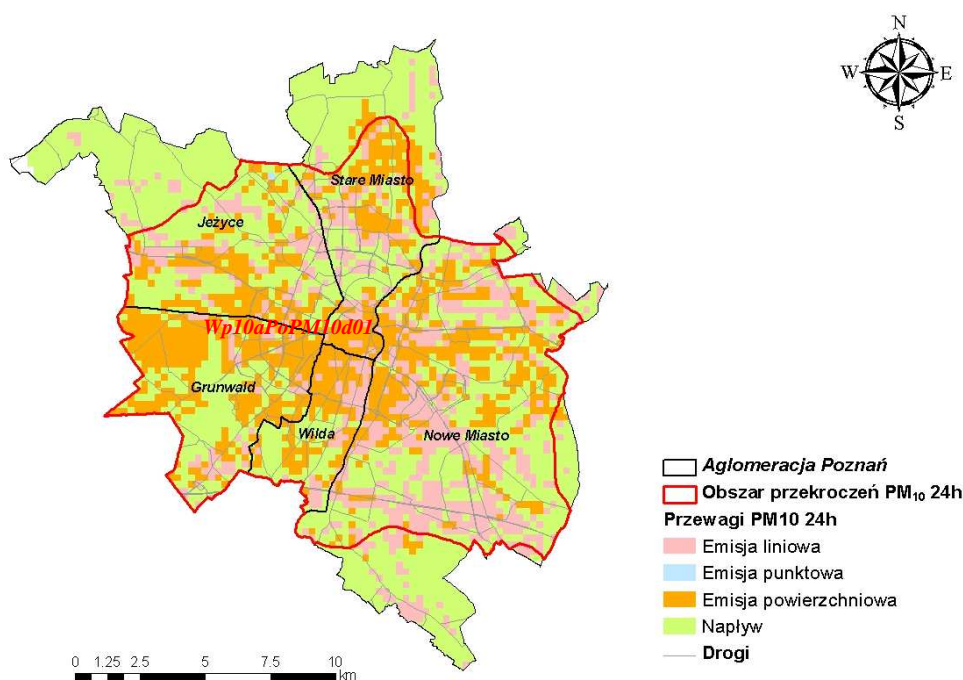 N
W E
S
Stare Miasto
Jeżyce
Wp10aPoPM10d01
Grunwald
Wilda
Nowe Miasto
Aglomeracja Poznań
Obszar przekroczeń PM10 24h
Przewagi PM10 24h
Emisja liniowa
Emisja punktowa
Emisja powierzchniowa
Napływ
Drogi
0 1.25 2.5 5 7.5 10
km